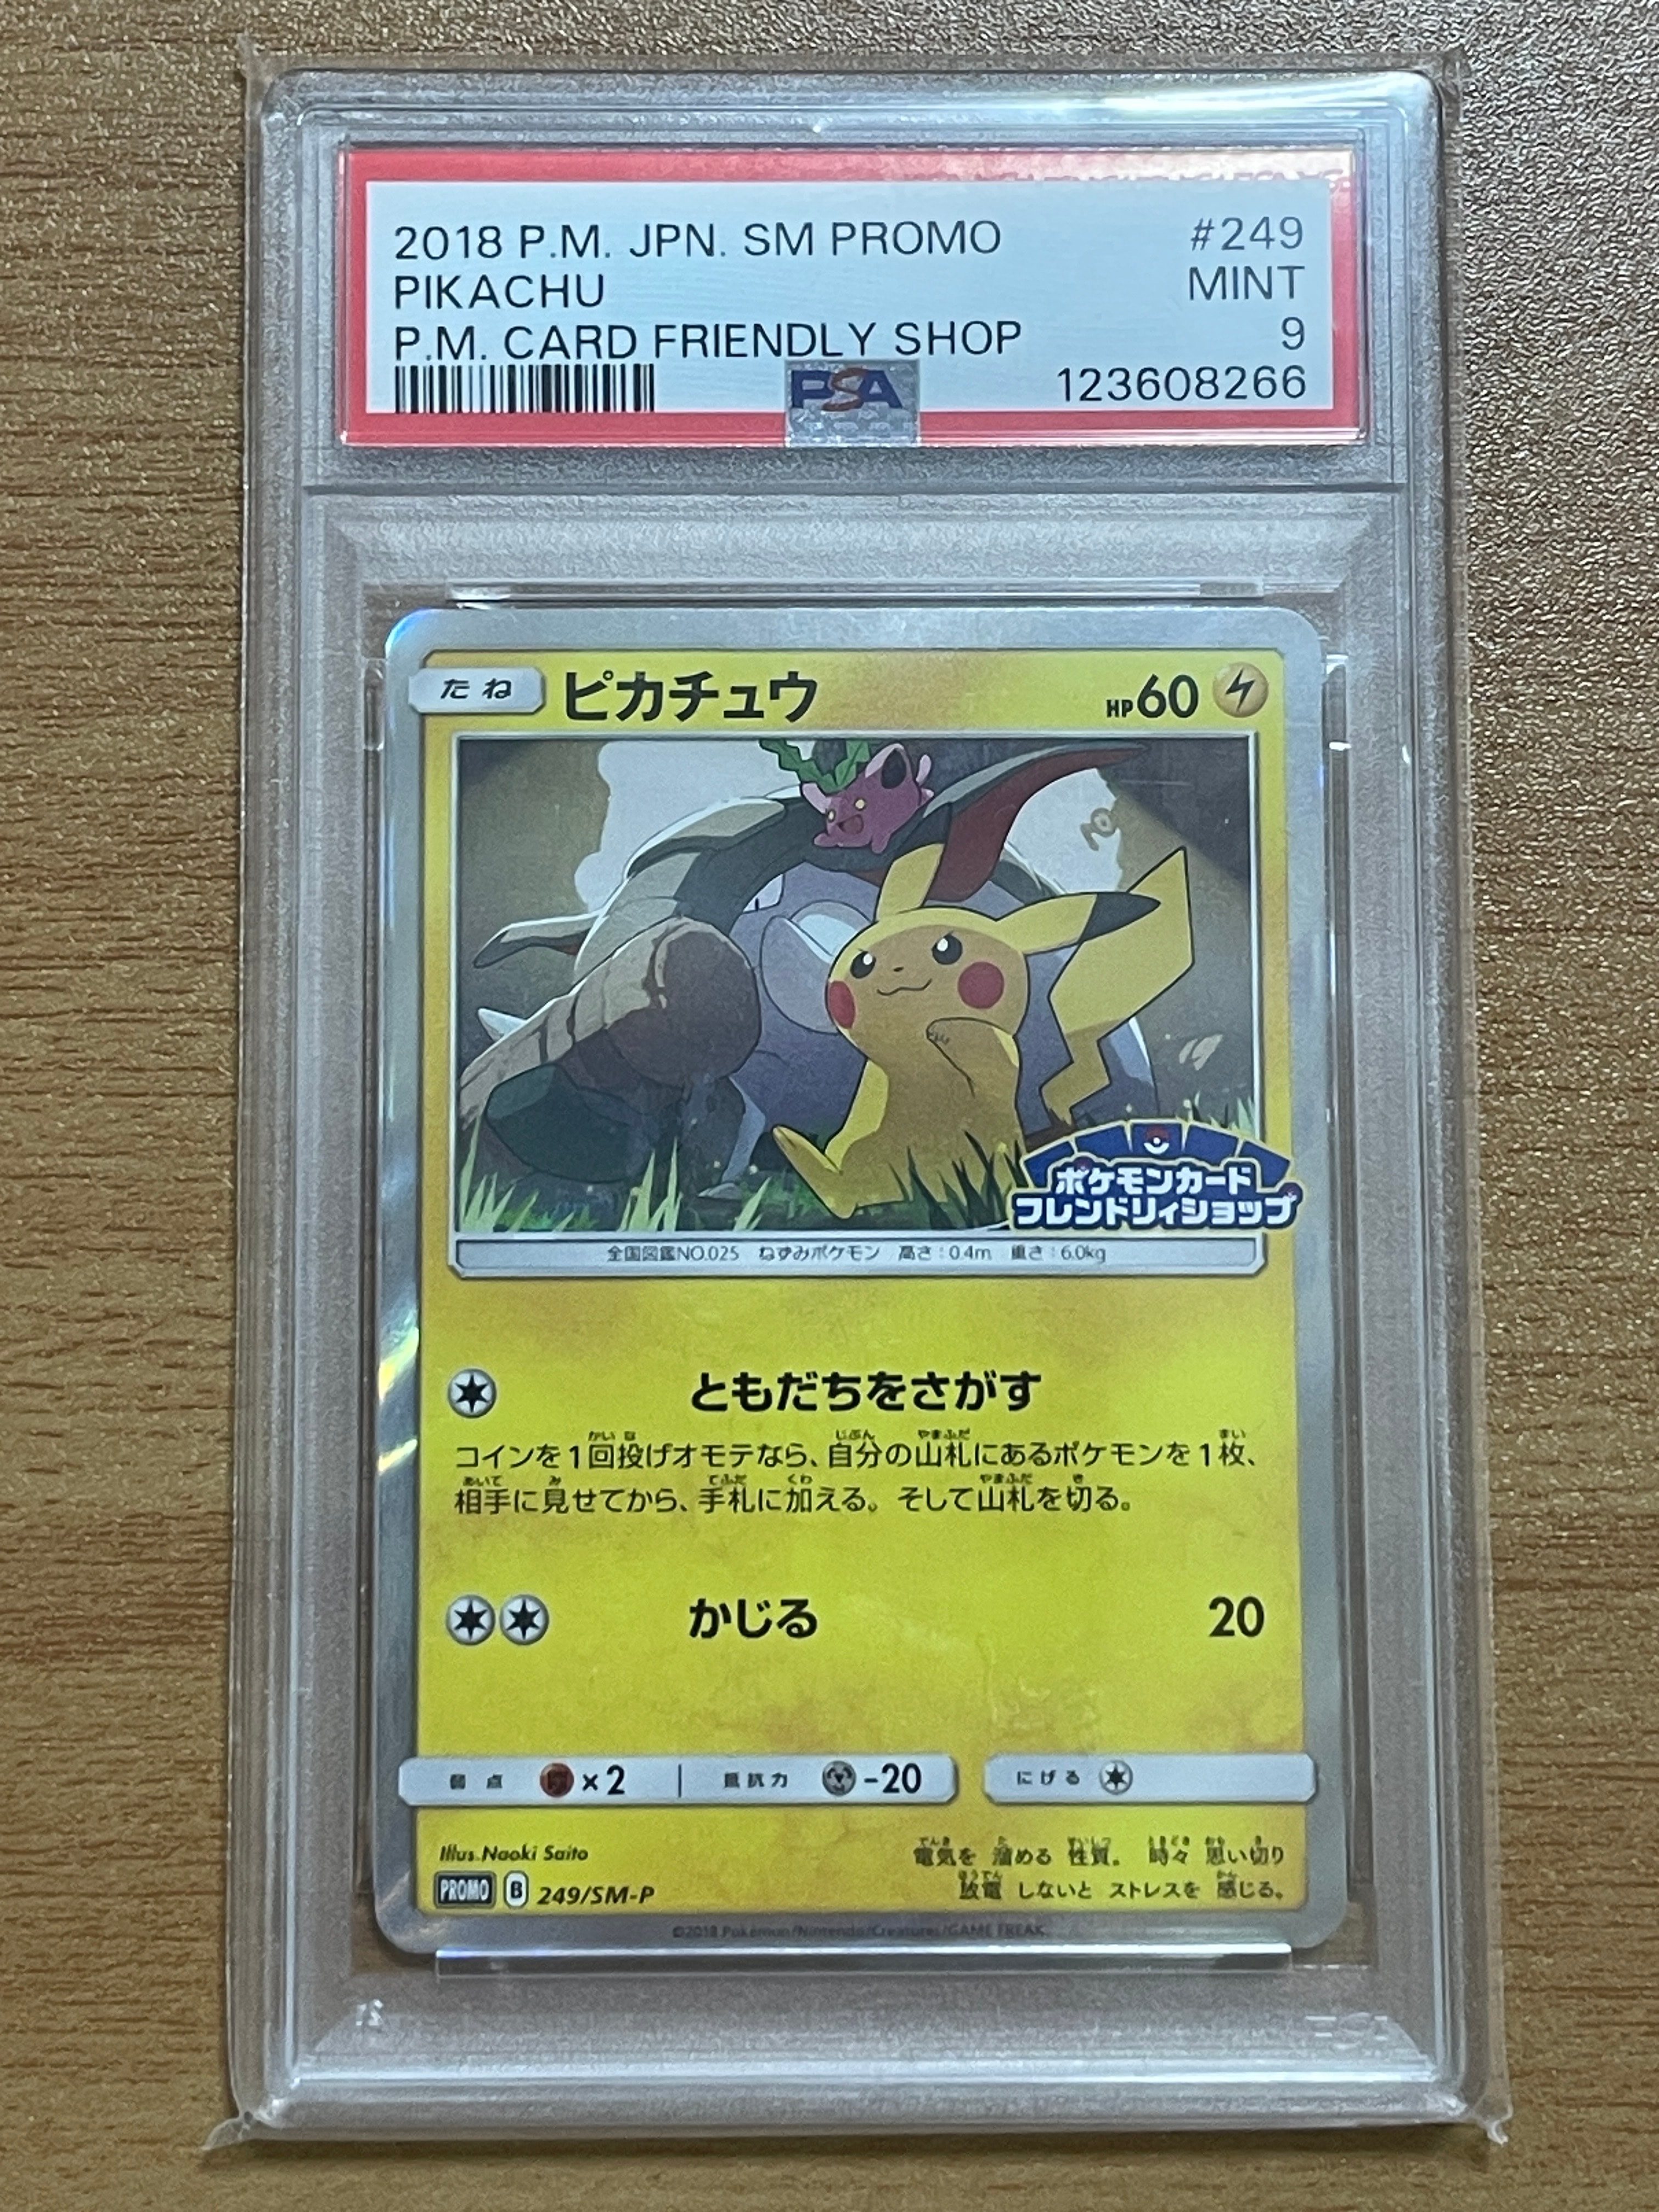 2018 P.M. JPN. SM PROMO #249
PIKACHU MINT
P.M. CARD FRIENDLY SHOP 9
123608266
PSA
たね ピカチュウ HP60
ポケモンカード
フレンドリィショップ
全国図鑑NO.025 ねずみポケモン 高さ:0.4m 重さ:6.0kg
ともだちをさがす
コインを1回投げオモテなら、自分の山札にあるポケモンを1枚、
相手に見せてから、手札に加える。そして山札を切る。
かじる 20
弱点 ×2 抵抗力 -20 にげる
Illus. Naoki Saito
電気を 溜める 性質。 時々 思い切り
放電 しないと ストレスを 感じる。
PROMO B 249/SM-P
©2018 Pokémon/Nintendo/Creatures/GAME FREAK